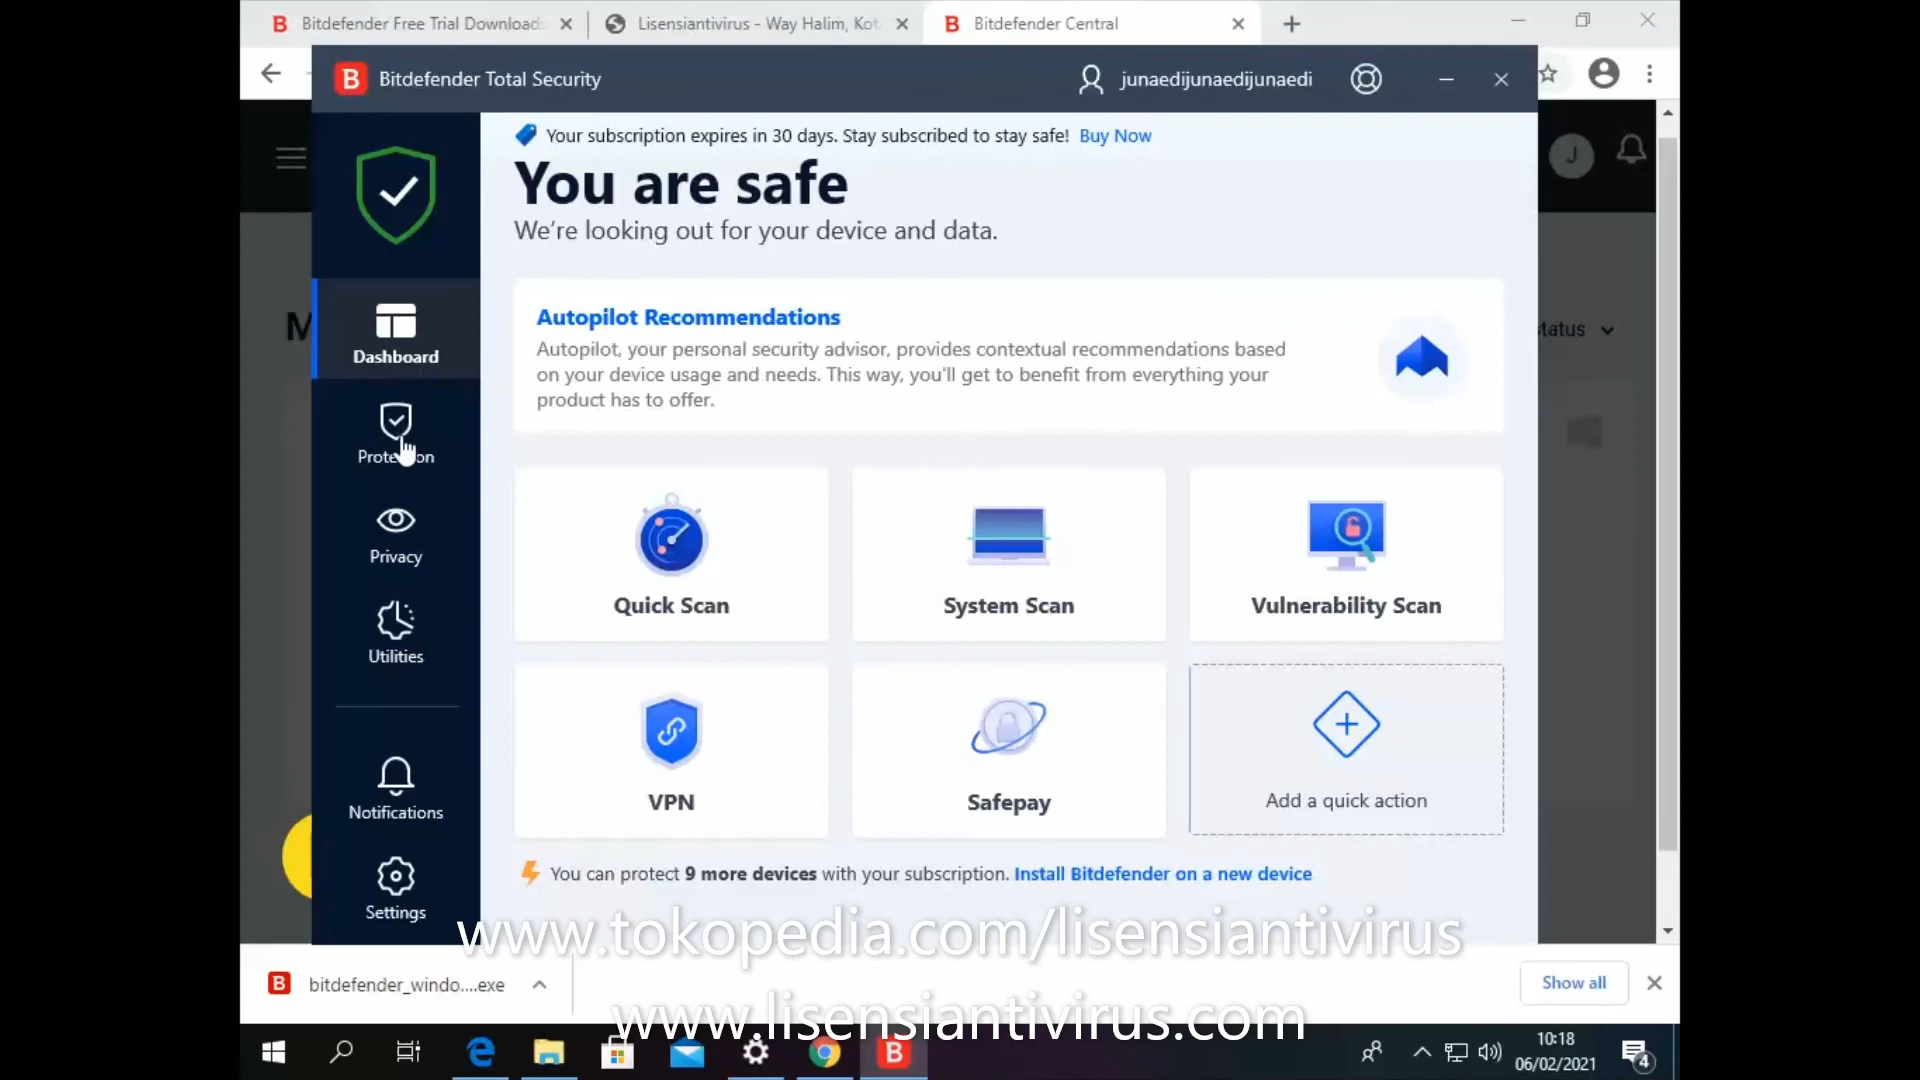 Bitdefender Free Trial Downloads
Lisensiantivirus - Way Halim, Kot
Bitdefender Central
B Bitdefender Total Security
junaedijunaedijunaedi
Your subscription expires in 30 days. Stay subscribed to stay safe! Buy Now
You are safe
We're looking out for your device and data.
J
M
status
Dashboard
Protection
Privacy
Utilities
Notifications
Settings
Autopilot Recommendations
Autopilot, your personal security advisor, provides contextual recommendations based
on your device usage and needs. This way, you'll get to benefit from everything your
product has to offer.
Quick Scan
System Scan
Vulnerability Scan
VPN
Safepay
Add a quick action
You can protect 9 more devices with your subscription. Install Bitdefender on a new device
www.tokopedia.com/lisensiantivirus
bitdefender_windo....exe
Show all
www.lisensiantivirus.com
10:18
06/02/2021
4